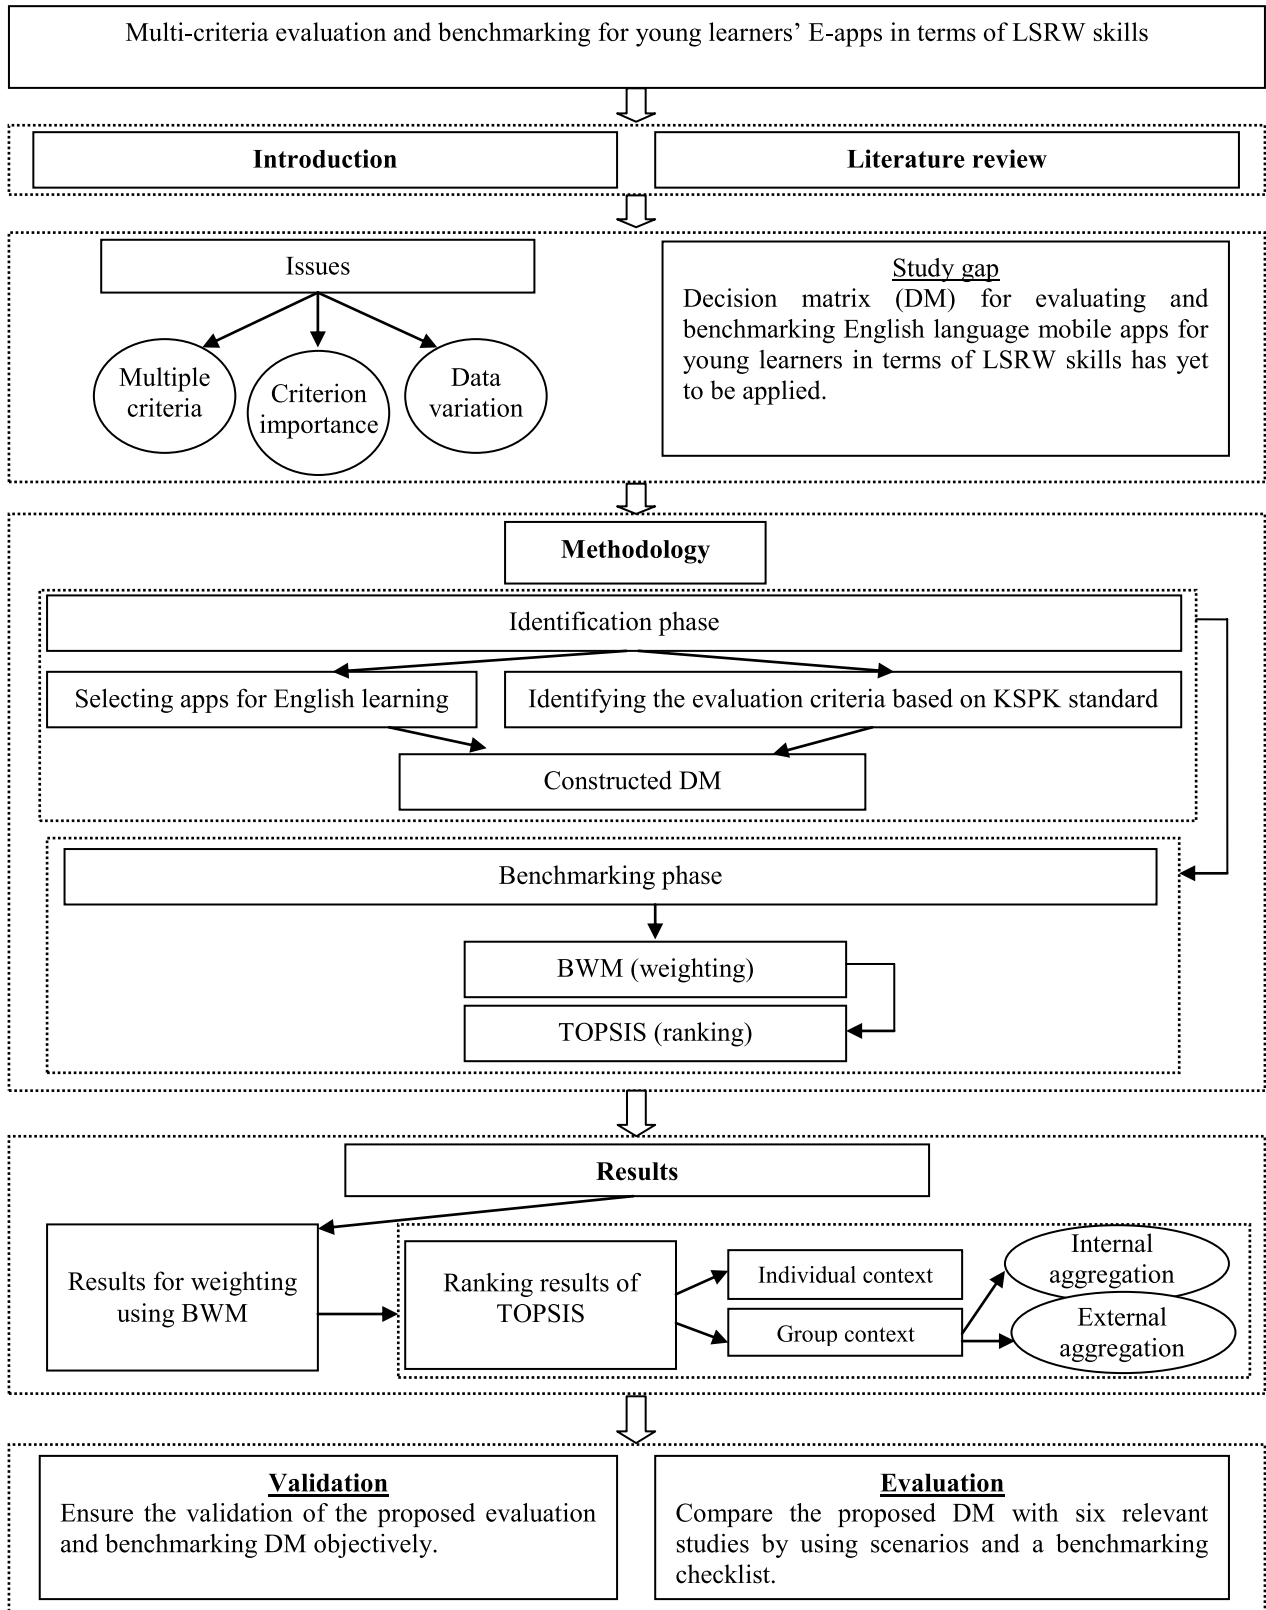 Multi-criteria evaluation and benchmarking for young learners’ E-apps in terms of LSRW skills
Introduction
Literature review
Issues
Multiple
criteria
Criterion
importance
Data
variation
Study gap
Decision matrix (DM) for evaluating and
benchmarking English language mobile apps for
young learners in terms of LSRW skills has yet
to be applied.
Methodology
Identification phase
Selecting apps for English learning
Identifying the evaluation criteria based on KSPK standard
Constructed DM
Benchmarking phase
BWM (weighting)
TOPSIS (ranking)
Results
Results for weighting
using BWM
Ranking results of
TOPSIS
Individual context
Group context
Internal
aggregation
External
aggregation
Validation
Ensure the validation of the proposed evaluation
and benchmarking DM objectively.
Evaluation
Compare the proposed DM with six relevant
studies by using scenarios and a benchmarking
checklist.